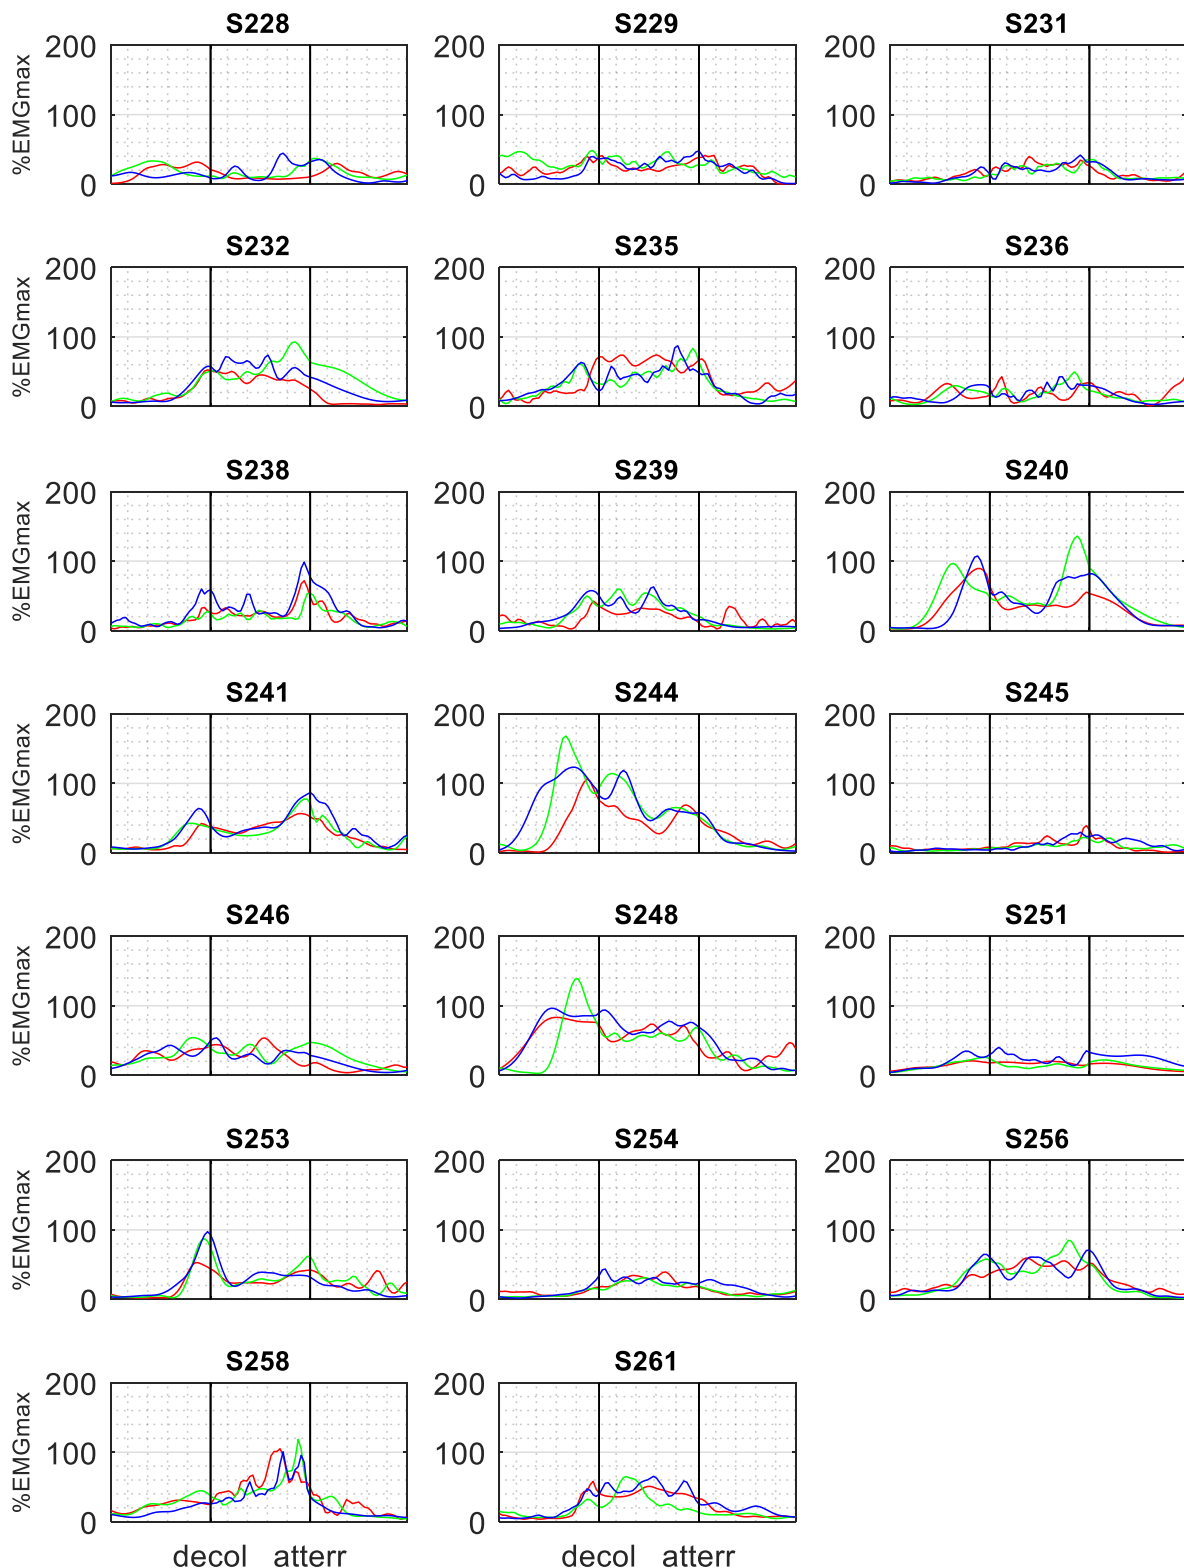 S228 S229 S231
%EMGmax 200 100 0 200 100 0 200 100 0
S232 S235 S236
%EMGmax 200 100 0 200 100 0 200 100 0
S238 S239 S240
%EMGmax 200 100 0 200 100 0 200 100 0
S241 S244 S245
%EMGmax 200 100 0 200 100 0 200 100 0
S246 S248 S251
%EMGmax 200 100 0 200 100 0 200 100 0
S253 S254 S256
%EMGmax 200 100 0 200 100 0 200 100 0
S258 S261
%EMGmax 200 100 0 200 100 0
decol atterr decol atterr